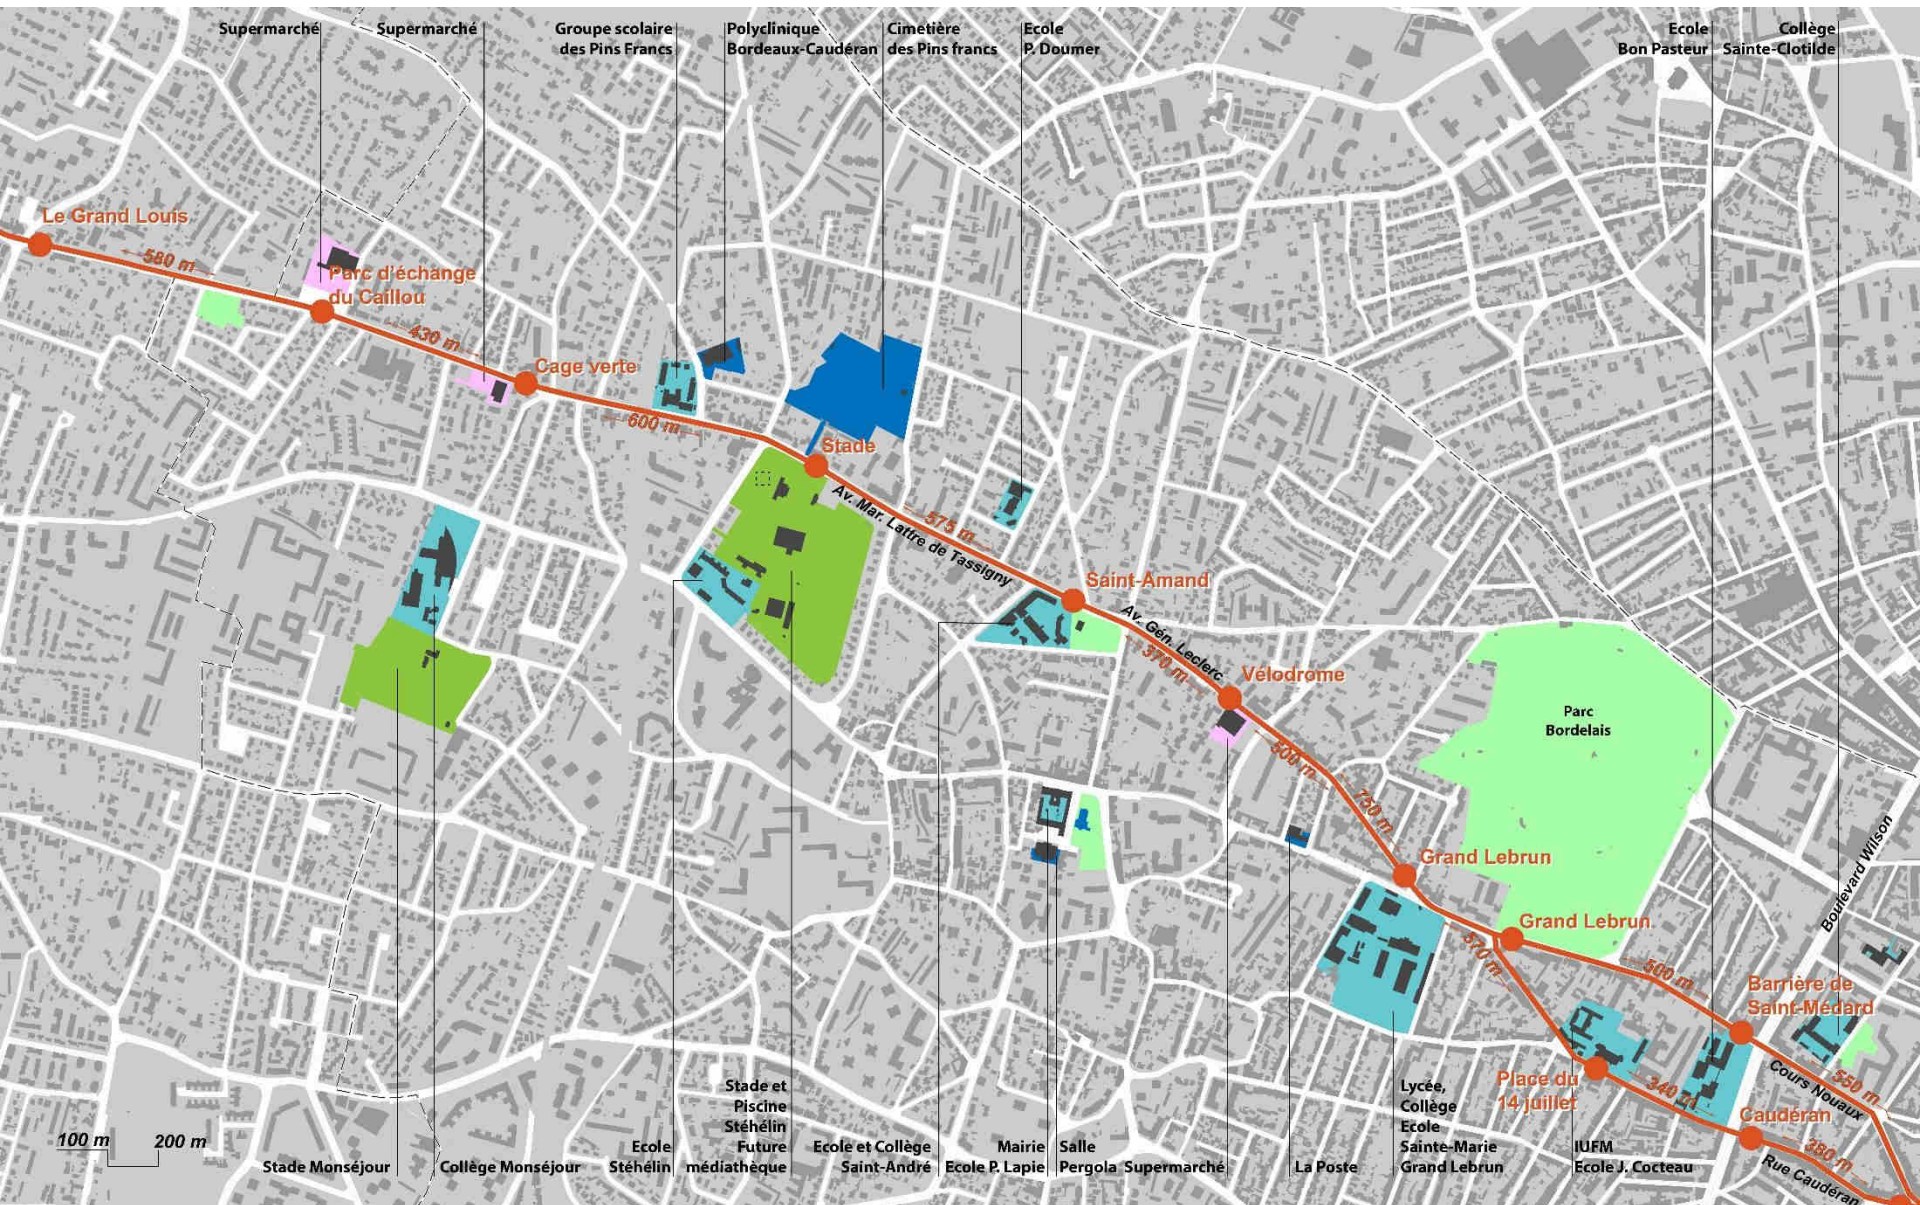 Supermarché
Supermarché
Groupe scolaire
des Pins Francs
Polyclinique
Bordeaux-Caudéran
Cimetière
des Pins francs
Ecole
P. Doumer
Ecole
Bon Pasteur
Collège
Sainte-Clotilde
Le Grand Louis
580 m
Parc d'échange
du Caillou
430 m
Cage verte
600 m
Stade
Av. Mar. Lattre de Tassigny
575 m
Saint-Amand
Av. Gén. Leclerc
370 m
Vélodrome
500 m
750 m
Parc
Bordelais
Grand Lebrun
Grand Lebrun
570 m
500 m
Boulevard Wilson
Barrière de
Saint-Médard
550 m
Cours Nouaux
Place du
14 juillet
340 m
Caudéran
380 m
Rue Caudéran
100 m
200 m
Stade Monséjour
Collège Monséjour
Ecole
Stéhélin
Stade et
Piscine
Stéhélin
Future
médiathèque
Ecole et Collège
Saint-André
Mairie
Ecole P. Lapie
Salle
Pergola
Supermarché
La Poste
Lycée,
Collège
Ecole
Sainte-Marie
Grand Lebrun
IUFM
Ecole J. Cocteau